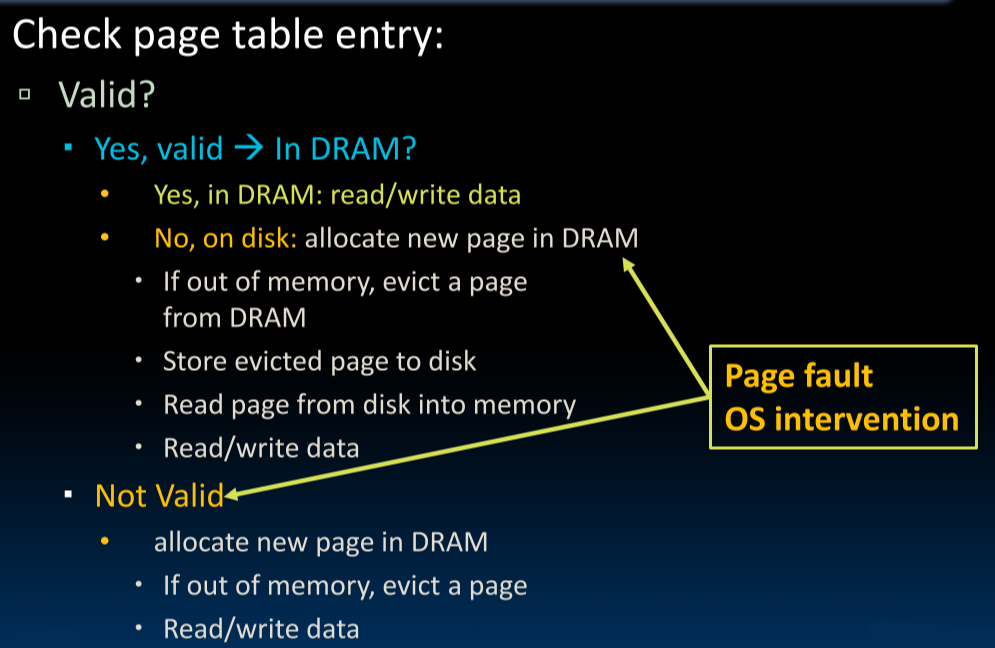 Check page table entry:
Valid?
Yes, valid → In DRAM?
Yes, in DRAM: read/write data
No, on disk: allocate new page in DRAM
If out of memory, evict a page
from DRAM
Store evicted page to disk
Read page from disk into memory
Read/write data
Page fault
OS intervention
Not Valid
allocate new page in DRAM
If out of memory, evict a page
Read/write data